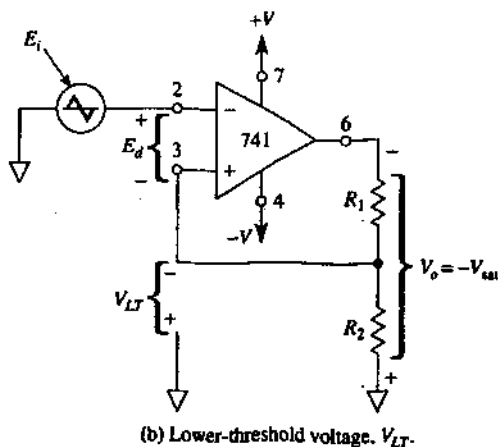 E_i
+V
7
2
+
−
741
6
−
E_d
3
−
+
4
−V
R_1
V_o = −V_sat
−
V_LT
+
R_2
+
(b) Lower-threshold voltage, V_LT.